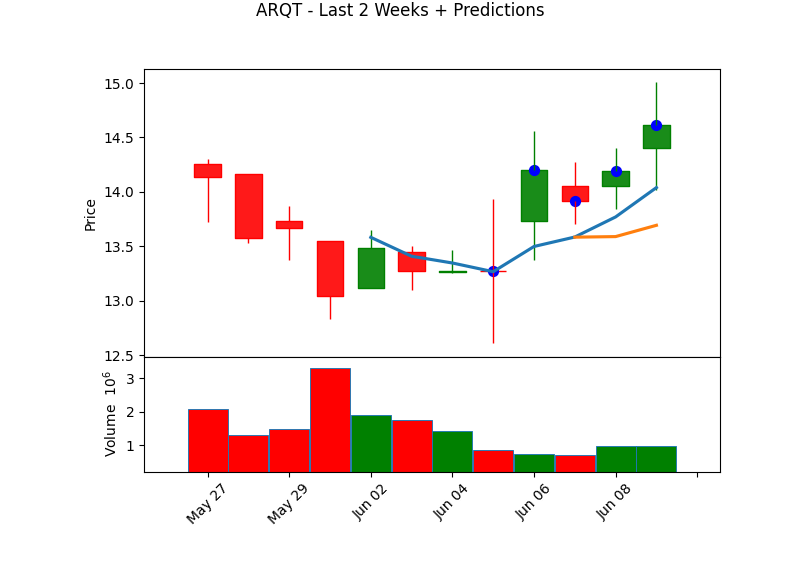 ARQT - Last 2 Weeks + Predictions
15.0
14.5
14.0
13.5
13.0
12.5
Price
3
2
1
Volume 10^6
May 27
May 29
Jun 02
Jun 04
Jun 06
Jun 08